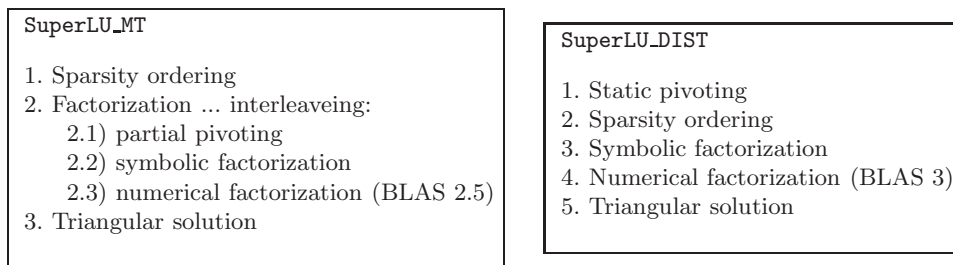 SuperLU_MT
1. Sparsity ordering
2. Factorization ... interleaveing:
2.1) partial pivoting
2.2) symbolic factorization
2.3) numerical factorization (BLAS 2.5)
3. Triangular solution
SuperLU_DIST
1. Static pivoting
2. Sparsity ordering
3. Symbolic factorization
4. Numerical factorization (BLAS 3)
5. Triangular solution